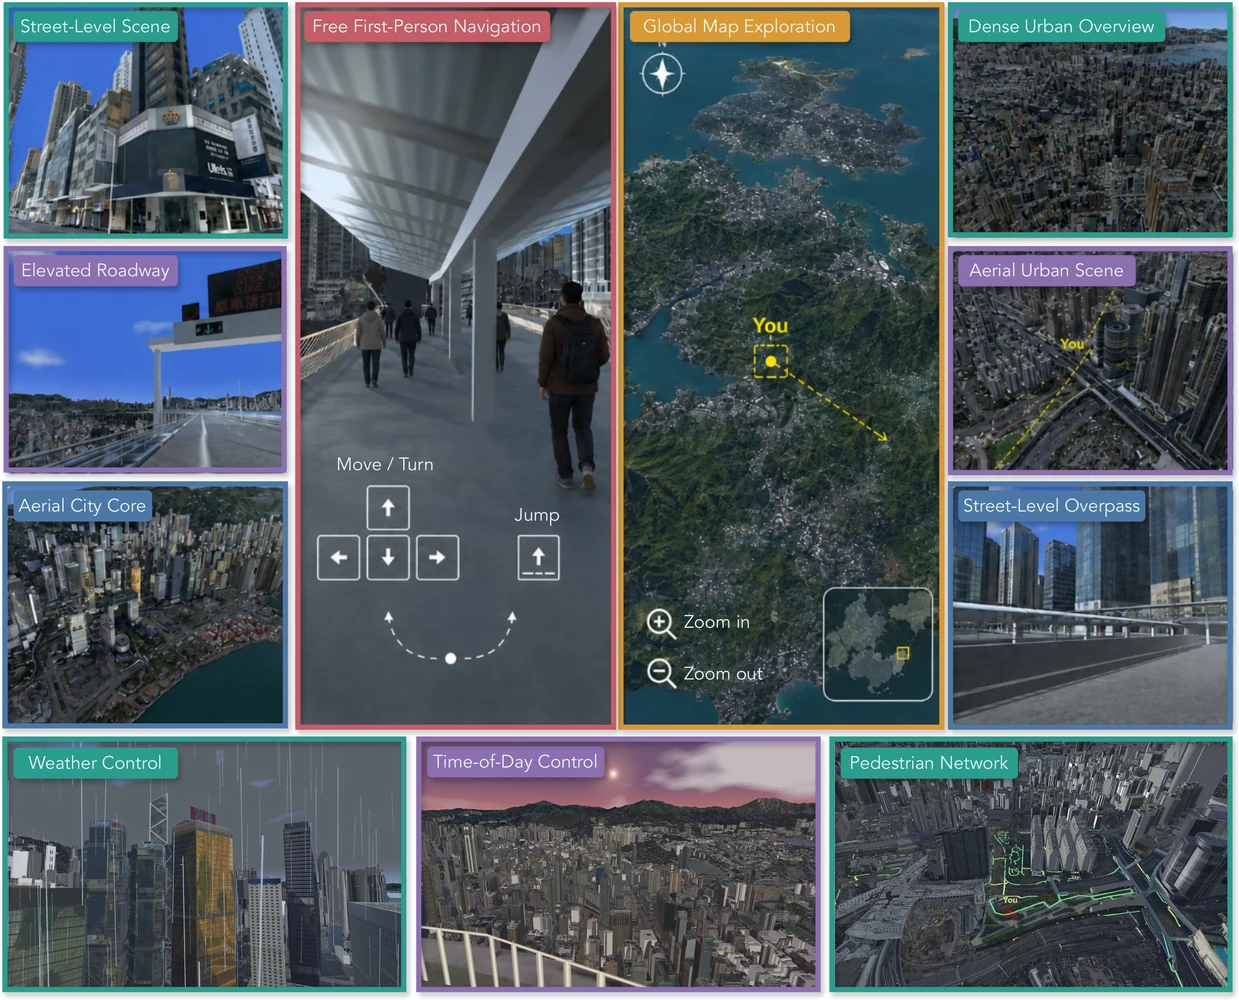 Street-Level Scene
Free First-Person Navigation
Global Map Exploration
Dense Urban Overview
N
Elevated Roadway
Aerial Urban Scene
You
You
Move / Turn
Aerial City Core
Jump
Street-Level Overpass
Zoom in
Zoom out
Weather Control
Time-of-Day Control
Pedestrian Network
You